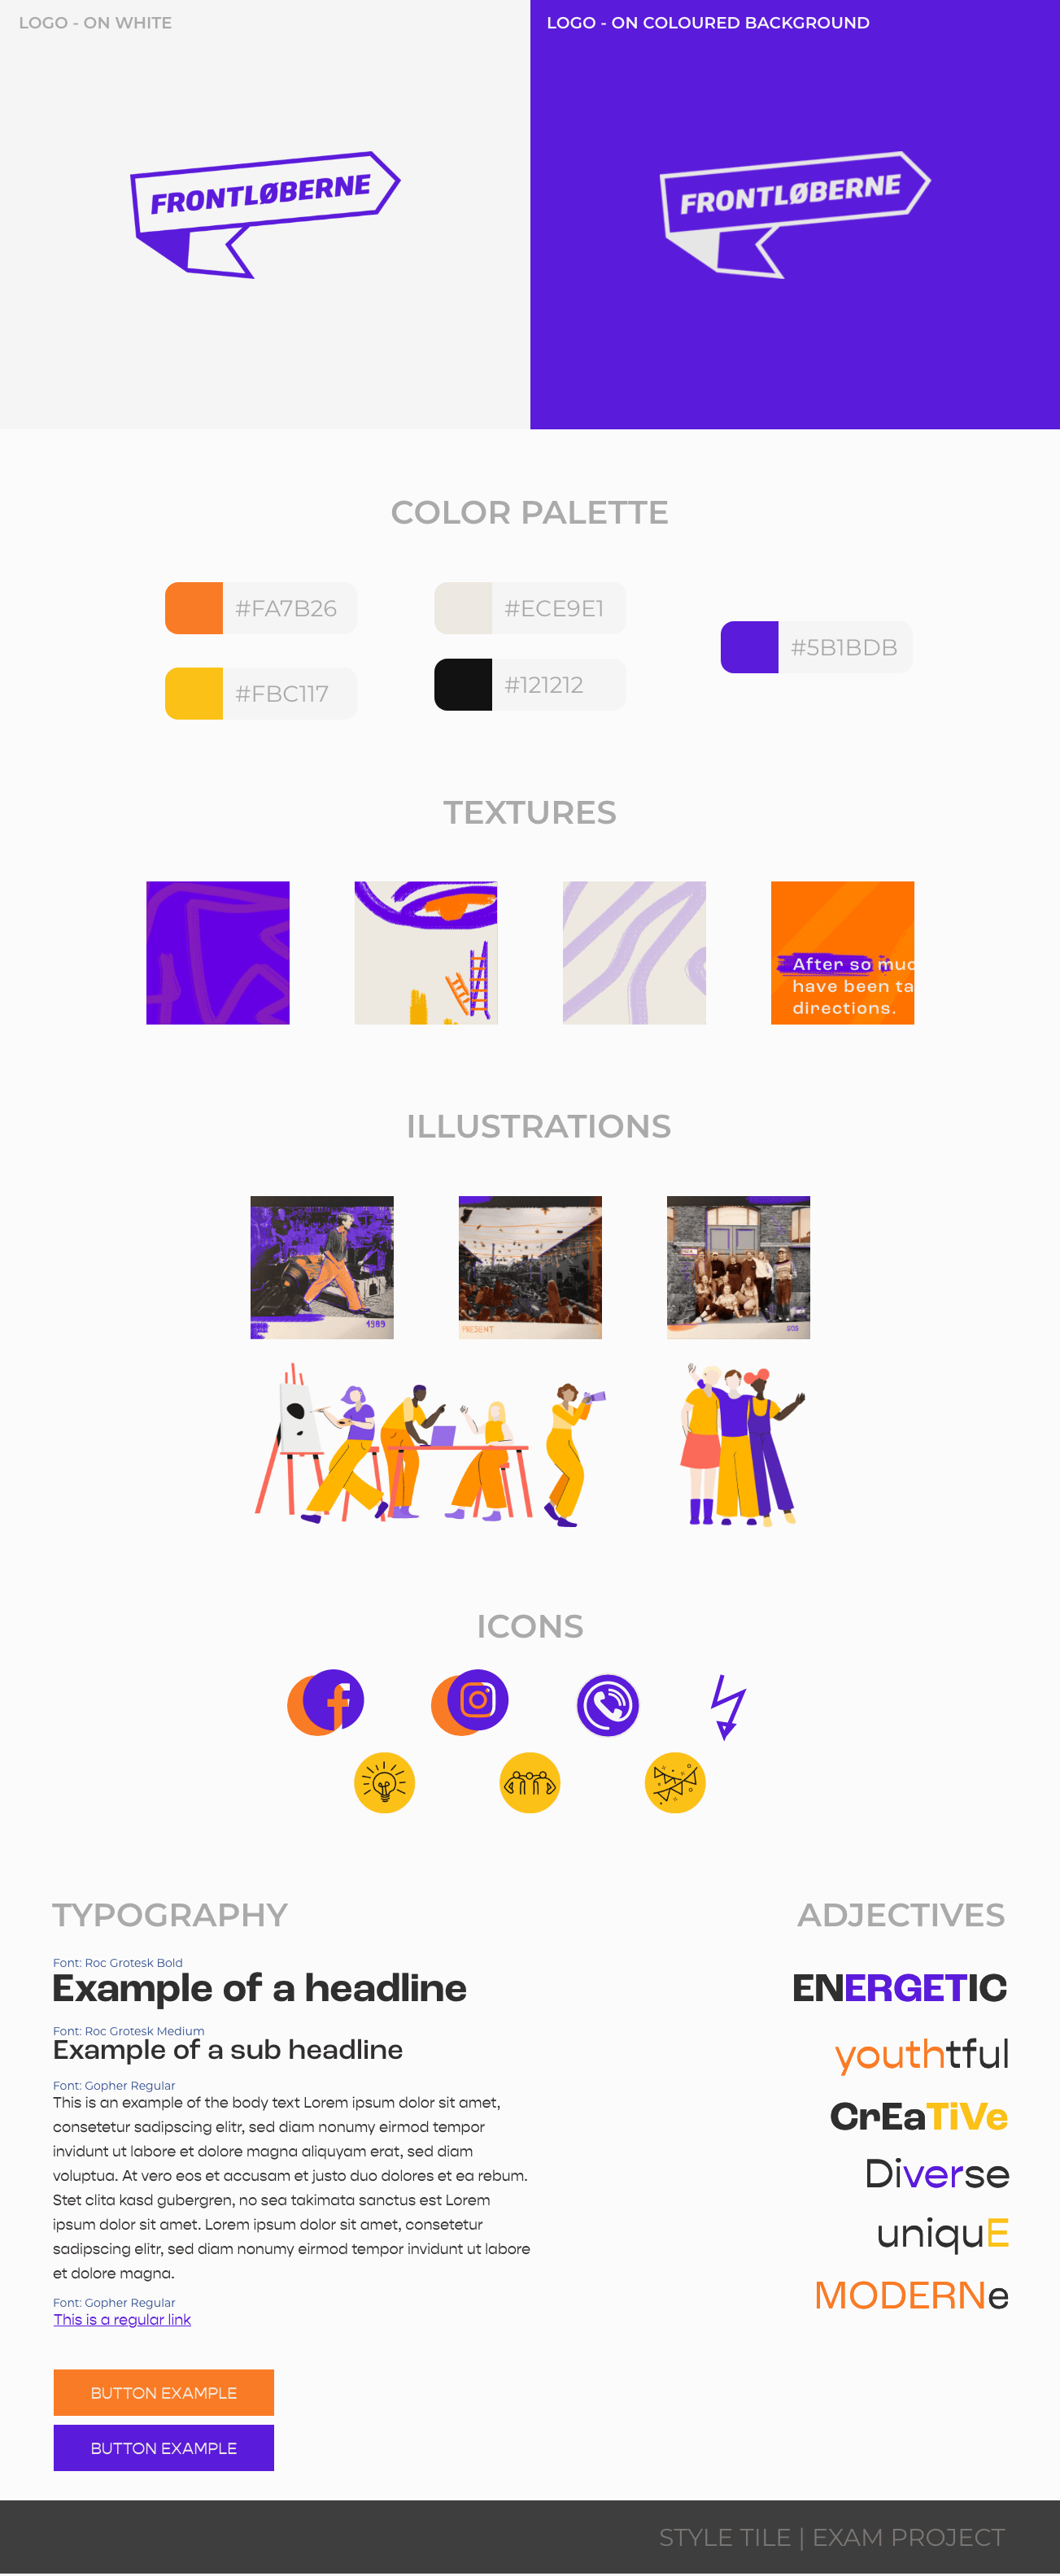 LOGO - ON WHITE
LOGO - ON COLOURED BACKGROUND
FRONTLØBERNE
FRONTLØBERNE
COLOR PALETTE
#FA7B26
#ECE9E1
#5B1BDB
#FBC117
#121212
TEXTURES
After so muc
have been ta
directions.
ILLUSTRATIONS
1989
PRESENT
ICONS
TYPOGRAPHY
Font: Roc Grotesk Bold
Example of a headline
Font: Roc Grotesk Medium
Example of a sub headline
Font: Gopher Regular
This is an example of the body text Lorem ipsum dolor sit amet,
consetetur sadipscing elitr, sed diam nonumy eirmod tempor
invidunt ut labore et dolore magna aliquyam erat, sed diam
voluptua. At vero eos et accusam et justo duo dolores et ea rebum.
Stet clita kasd gubergren, no sea takimata sanctus est Lorem
ipsum dolor sit amet. Lorem ipsum dolor sit amet, consetetur
sadipscing elitr, sed diam nonumy eirmod tempor invidunt ut labore
et dolore magna.
Font: Gopher Regular
This is a regular link
BUTTON EXAMPLE
BUTTON EXAMPLE
ADJECTIVES
ENERGETIC
youthtful
CrEaTiVe
Diverse
uniquE
MODERNe
STYLE TILE | EXAM PROJECT